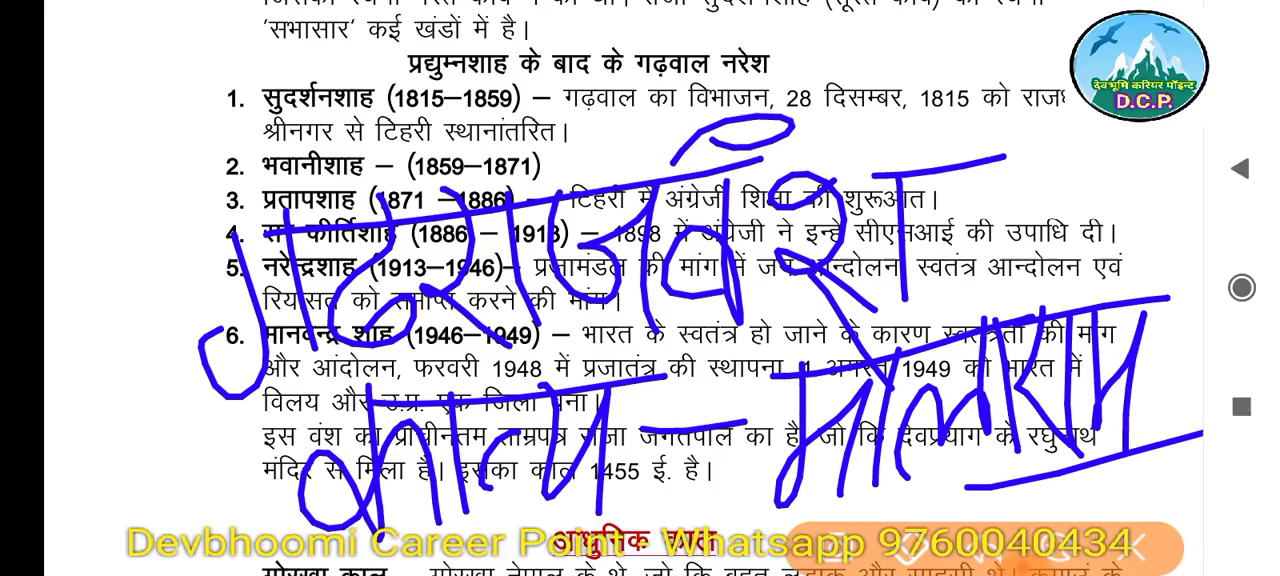 'सभासार' कई खंडों में है।
प्रद्युम्नशाह के बाद के गढ़वाल नरेश
1. सुदर्शनशाह (1815–1859) – गढ़वाल का विभाजन, 28 दिसम्बर, 1815 को
श्रीनगर से टिहरी स्थानांतरित।
2. भवानीशाह – (1859–1871)
3. प्रतापशाह (1871 –1886) – टिहरी में अंग्रेजी शिक्षा की शुरूआत।
4. सर कीर्तिशाह (1886 – 1913) – 1898 में अंग्रेजी ने इन्हे सीएसआई की उपाधि दी।
5. नरेन्द्रशाह (1913–1946)– प्रजामंडल की मांग में जन आन्दोलन, स्वतंत्र आन्दोलन एवं
रियासत को समाप्त करने की मांग।
6. मानवेन्द्र शाह (1946–1949) – भारत के स्वतंत्र हो जाने के कारण स्वतंत्रता की मांग
और आंदोलन, फरवरी 1948 में प्रजातंत्र की स्थापना 1 अगस्त 1949 को भारत में
विलय और उ.प्र. एक जिला बना।
इस वंश का प्राचीनतम ताम्रपत्र राजा जगतपाल का है, जो कि देवप्रयाग के रघुनाथ
मंदिर से मिला है। इसका काल 1455 ई. है।
आधुनिक काल
देवभूमि करियर पॉइन्ट
D.C.P.
काव्य – मोलाराम
Devbhoomi Career Point Whatsapp 9760040434